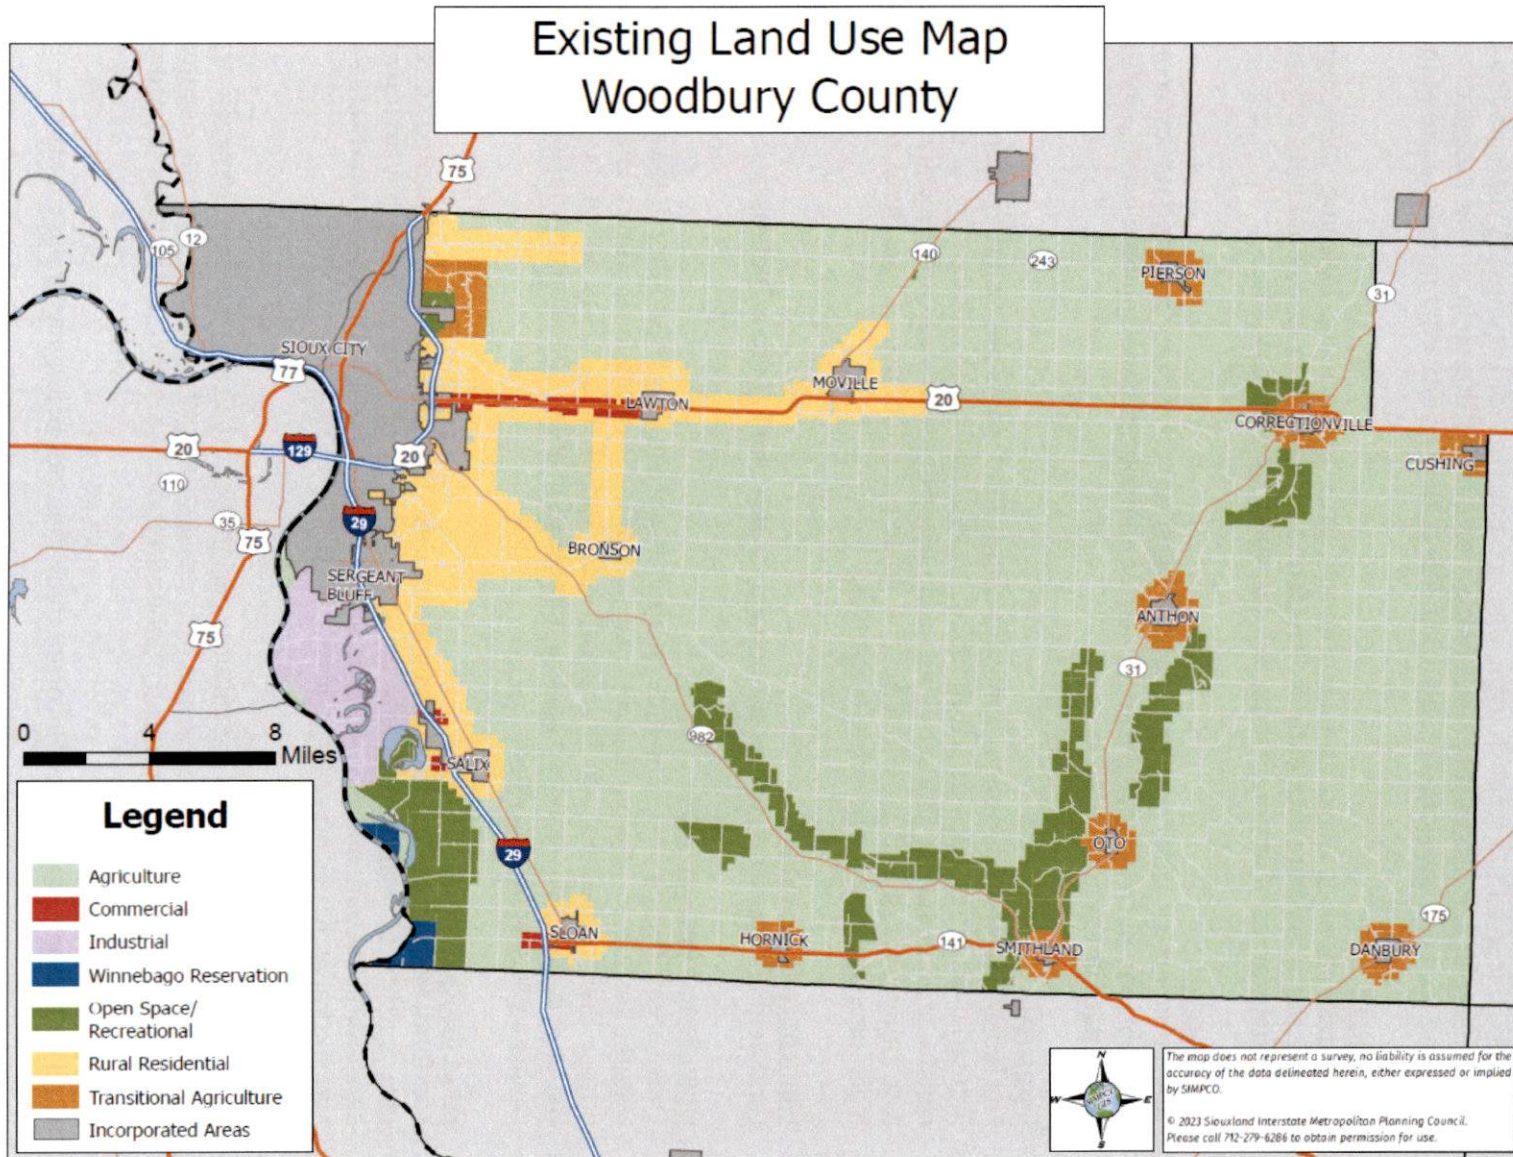 Existing Land Use Map
Woodbury County
75
12
105
140
243
PIERSON
31
SIOUX CITY
77
MOVILLE
LAWTON
20
CORRECTIONVILLE
CUSHING
20
129
20
110
29
35
75
BRONSON
SERGEANT
BLUFF
ANTHON
75
31
982
0 4 8
Miles
SALIX
OTO
29
175
SLOAN
HORNICK
141
SMITHLAND
DANBURY
Legend
Agriculture
Commercial
Industrial
Winnebago Reservation
Open Space/
Recreational
Rural Residential
Transitional Agriculture
Incorporated Areas
N
W E
S
The map does not represent a survey, no liability is assumed for the
accuracy of the data delineated herein, either expressed or implied
by SIMPCO.
© 2023 Siouxland Interstate Metropolitan Planning Council.
Please call 712-279-6286 to obtain permission for use.